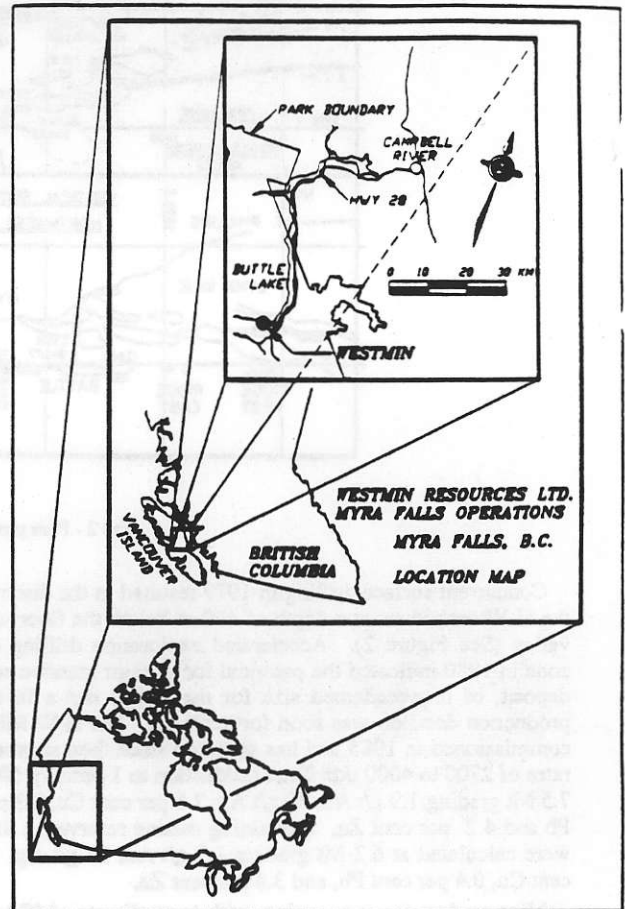 PARK BOUNDARY
CAMPBELL
RIVER
HWY 28
BUTTLE
LAKE
0 10 20 30 KM
WESTMIN
WESTMIN RESOURCES LTD.
MYRA FALLS OPERATIONS
MYRA FALLS, B.C.
LOCATION MAP
VANCOUVER
ISLAND
BRITISH
COLUMBIA